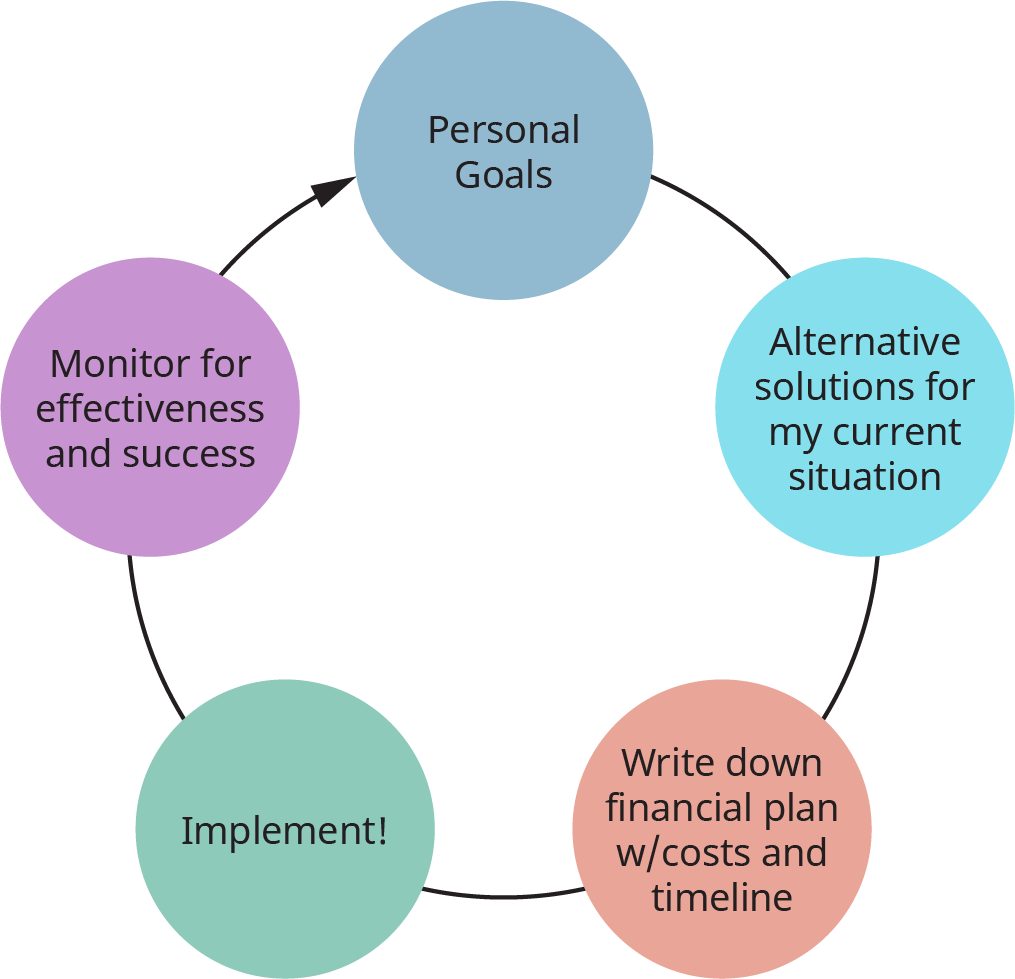 Personal
Goals
Alternative
solutions for
my current
situation
Write down
financial plan
w/costs and
timeline
Implement!
Monitor for
effectiveness
and success